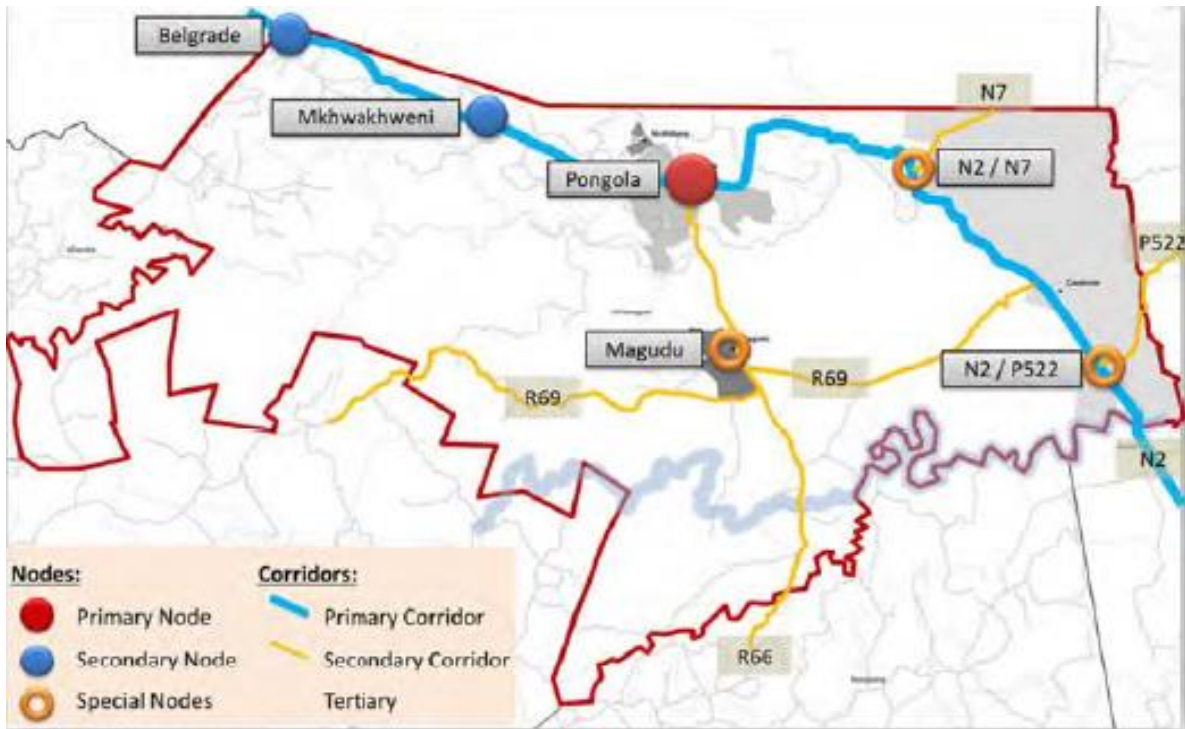 Belgrade
N7
Mkhwakhweni
N2 / N7
Pongola
P522
Magudu
R69
N2 / P522
R69
N2
R66
Nodes:
Primary Node
Secondary Node
Special Nodes
Corridors:
Primary Corridor
Secondary Corridor
Tertiary